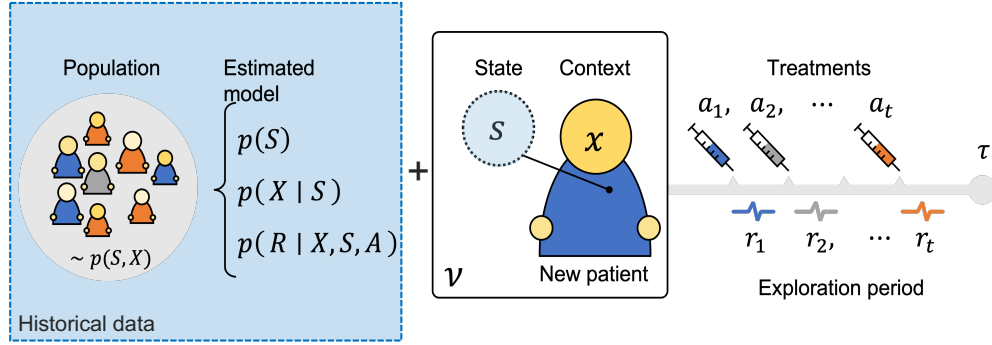 Population
~ p(S, X)
Estimated
model
p(S)
p( X | S)
p( R | X, S, A)
Historical data
+
State
Context
s
x
ν
New patient
Treatments
a₁, a₂, ⋯ aₜ
τ
r₁ r₂, ⋯ rₜ
Exploration period